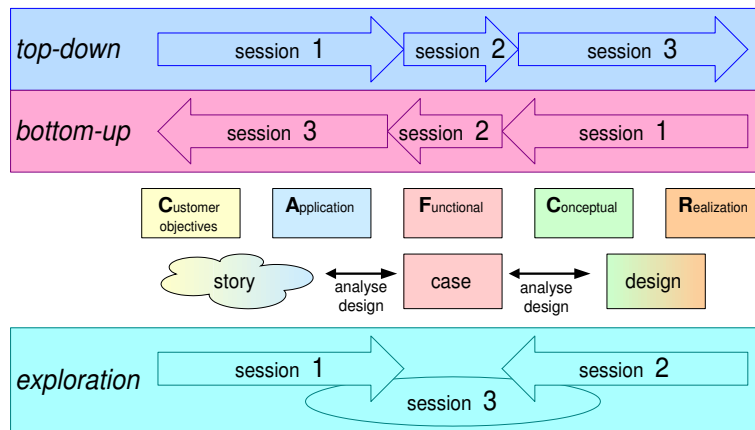 top-down
session 1
session 2
session 3
bottom-up
session 3
session 2
session 1
Customer
objectives
Application
Functional
Conceptual
Realization
story
analyse
design
case
analyse
design
design
exploration
session 1
session 2
session 3